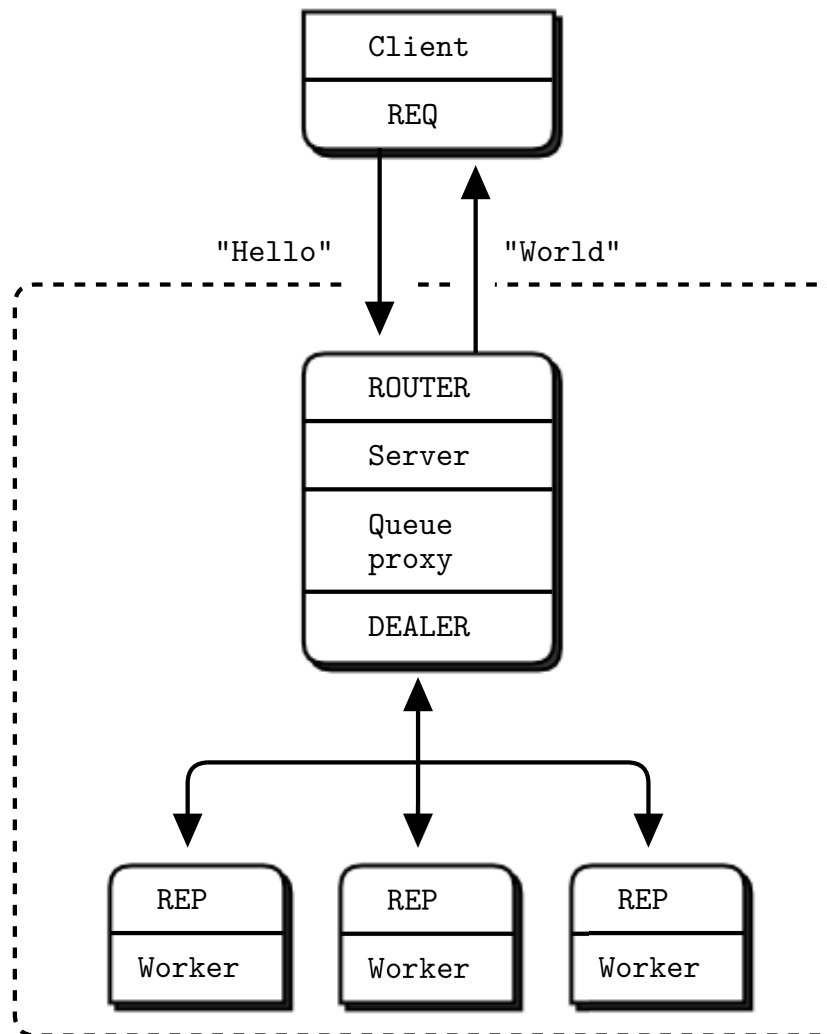 Client
REQ
"Hello"
"World"
ROUTER
Server
Queue
proxy
DEALER
REP
REP
REP
Worker
Worker
Worker